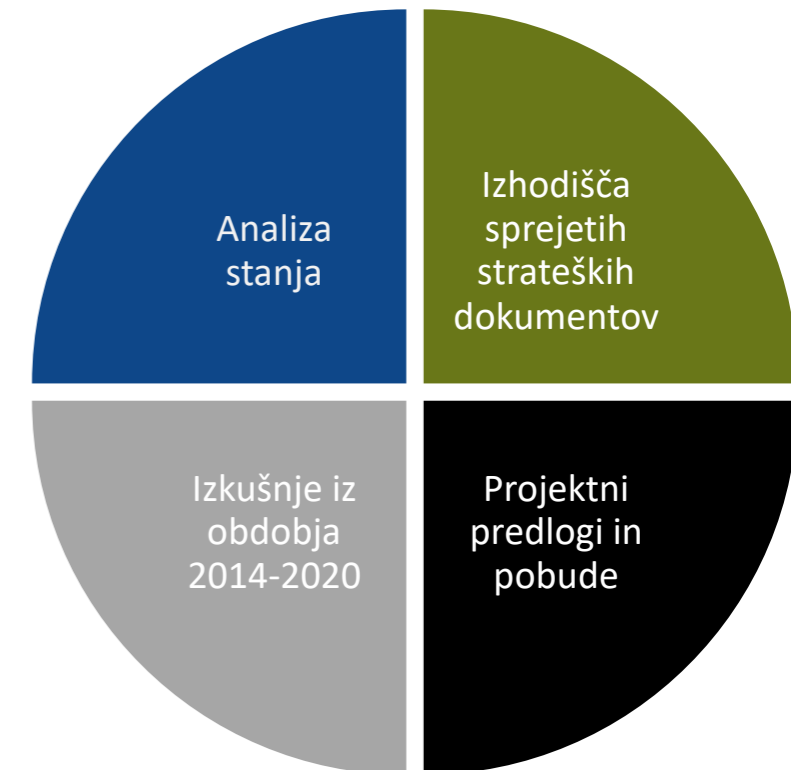 Analiza
stanja
Izhodišča
sprejetih
strateških
dokumentov
Izkušnje iz
obdobja
2014-2020
Projektni
predlogi in
pobude